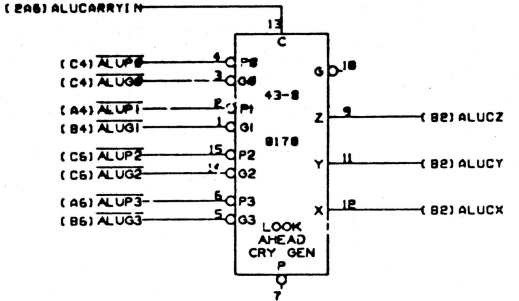 (2A6) ALUCARRYIN
13
C
(C4) ALUP0 4 P0
(C4) ALUG0 3 G0
G 10
43-8
(A4) ALUP1 2 P1
(B4) ALUG1 1 G1
Z 9 (B2) ALUCZ
0170
(C6) ALUP2 15 P2
(C6) ALUG2 14 G2
Y 11 (B2) ALUCY
(A6) ALUP3 6 P3
(B6) ALUG3 5 G3
X 12 (B2) ALUCX
LOOK
AHEAD
CRY GEN
P
7